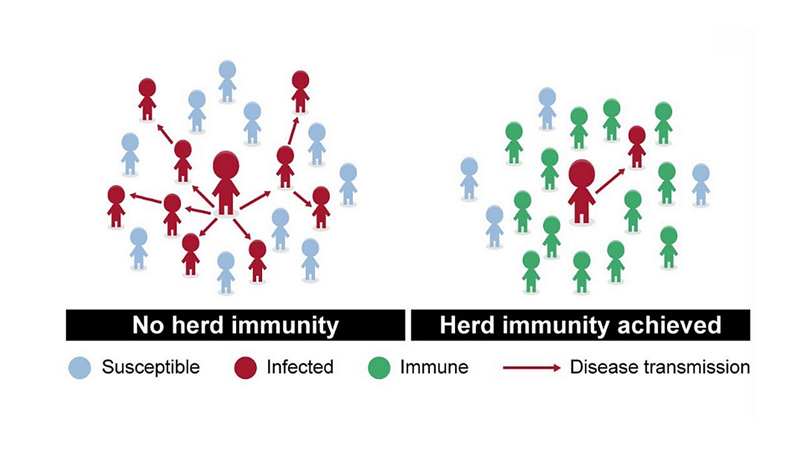 No herd immunity
Herd immunity achieved
Susceptible
Infected
Immune
Disease transmission